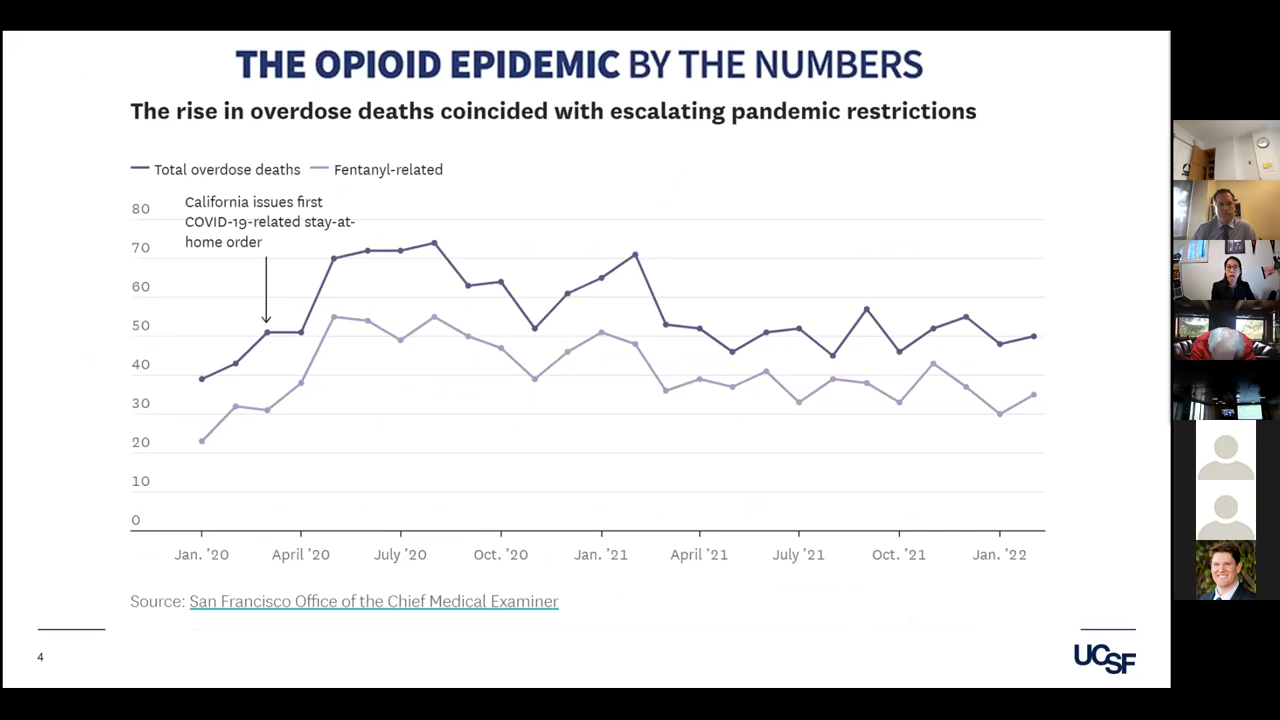 THE OPIOID EPIDEMIC BY THE NUMBERS
The rise in overdose deaths coincided with escalating pandemic restrictions
Total overdose deaths Fentanyl-related
California issues first
COVID-19-related stay-at-
home order
80
70
60
50
40
30
20
10
0
Jan. ’20 April ’20 July ’20 Oct. ’20 Jan. ’21 April ’21 July ’21 Oct. ’21 Jan. ’22
Source: San Francisco Office of the Chief Medical Examiner
4
UCSF